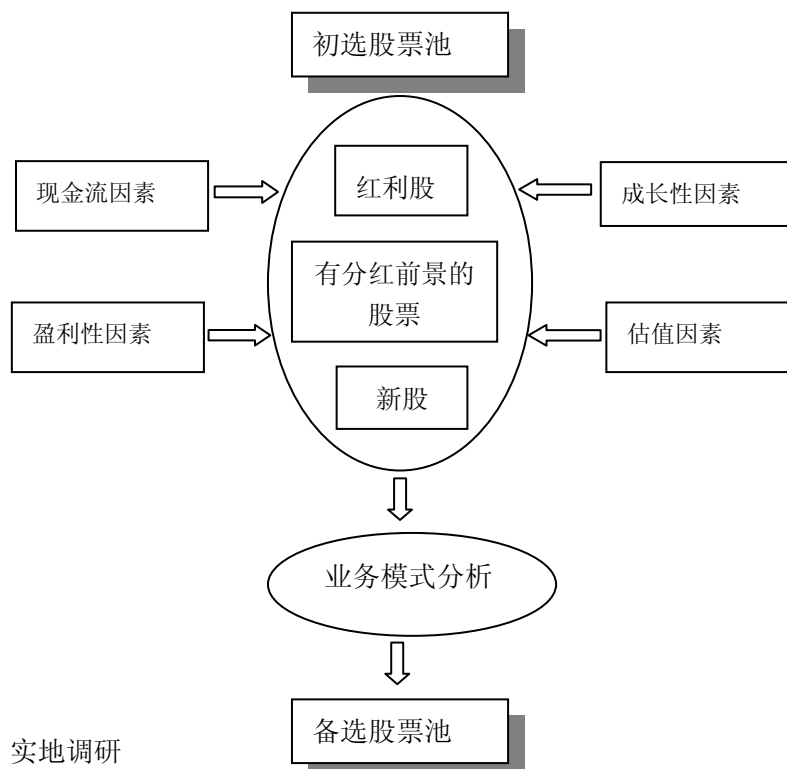 初选股票池
现金流因素
红利股
成长性因素
有分红前景的
股票
盈利性因素
估值因素
新股
业务模式分析
备选股票池
实地调研